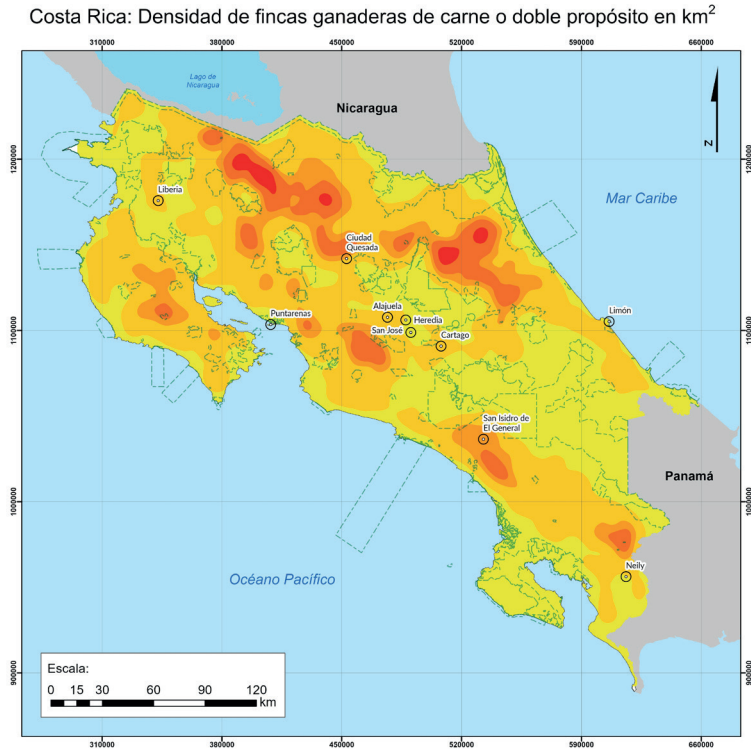 Costa Rica: Densidad de fincas ganaderas de carne o doble propósito en km²
310000 380000 450000 520000 590000 660000
Lago de
Nicaragua
Nicaragua
N
1200000 1200000
Mar Caribe
Liberia
Ciudad
Quesada
Puntarenas
Alajuela
Heredia
Limón
San José
Cartago
1100000 1100000
San Isidro de
El General
Panamá
1000000 1000000
Océano Pacífico
Neily
Escala:
0 15 30 60 90 120
km
900000 900000
310000 380000 450000 520000 590000 660000